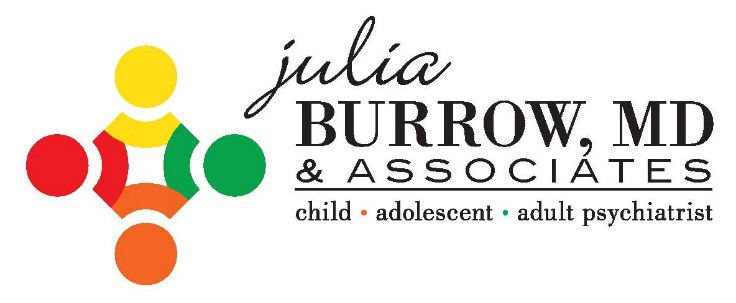 julia
BURROW, MD
& ASSOCIATES
child • adolescent • adult psychiatrist